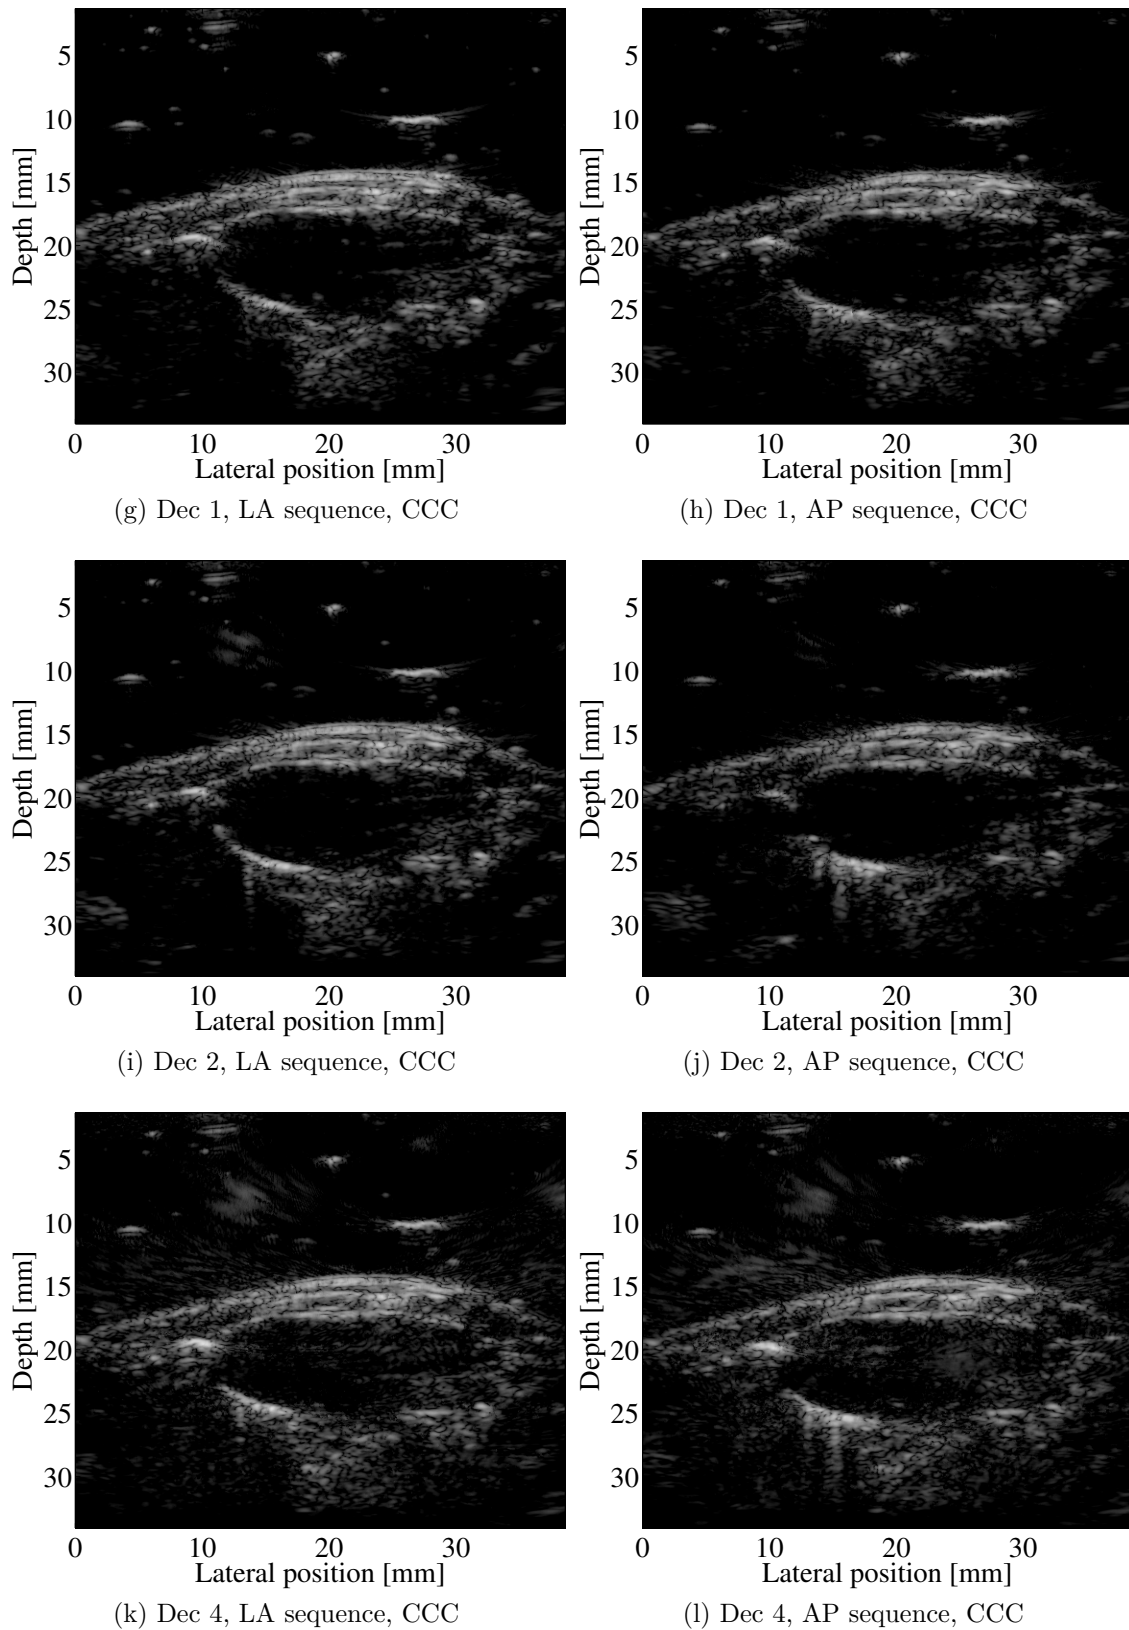 5
10
15
20
25
30
Depth [mm]
0 10 20 30
Lateral position [mm]
(g) Dec 1, LA sequence, CCC
5
10
15
20
25
30
Depth [mm]
0 10 20 30
Lateral position [mm]
(h) Dec 1, AP sequence, CCC
5
10
15
20
25
30
Depth [mm]
0 10 20 30
Lateral position [mm]
(i) Dec 2, LA sequence, CCC
5
10
15
20
25
30
Depth [mm]
0 10 20 30
Lateral position [mm]
(j) Dec 2, AP sequence, CCC
5
10
15
20
25
30
Depth [mm]
0 10 20 30
Lateral position [mm]
(k) Dec 4, LA sequence, CCC
5
10
15
20
25
30
Depth [mm]
0 10 20 30
Lateral position [mm]
(l) Dec 4, AP sequence, CCC